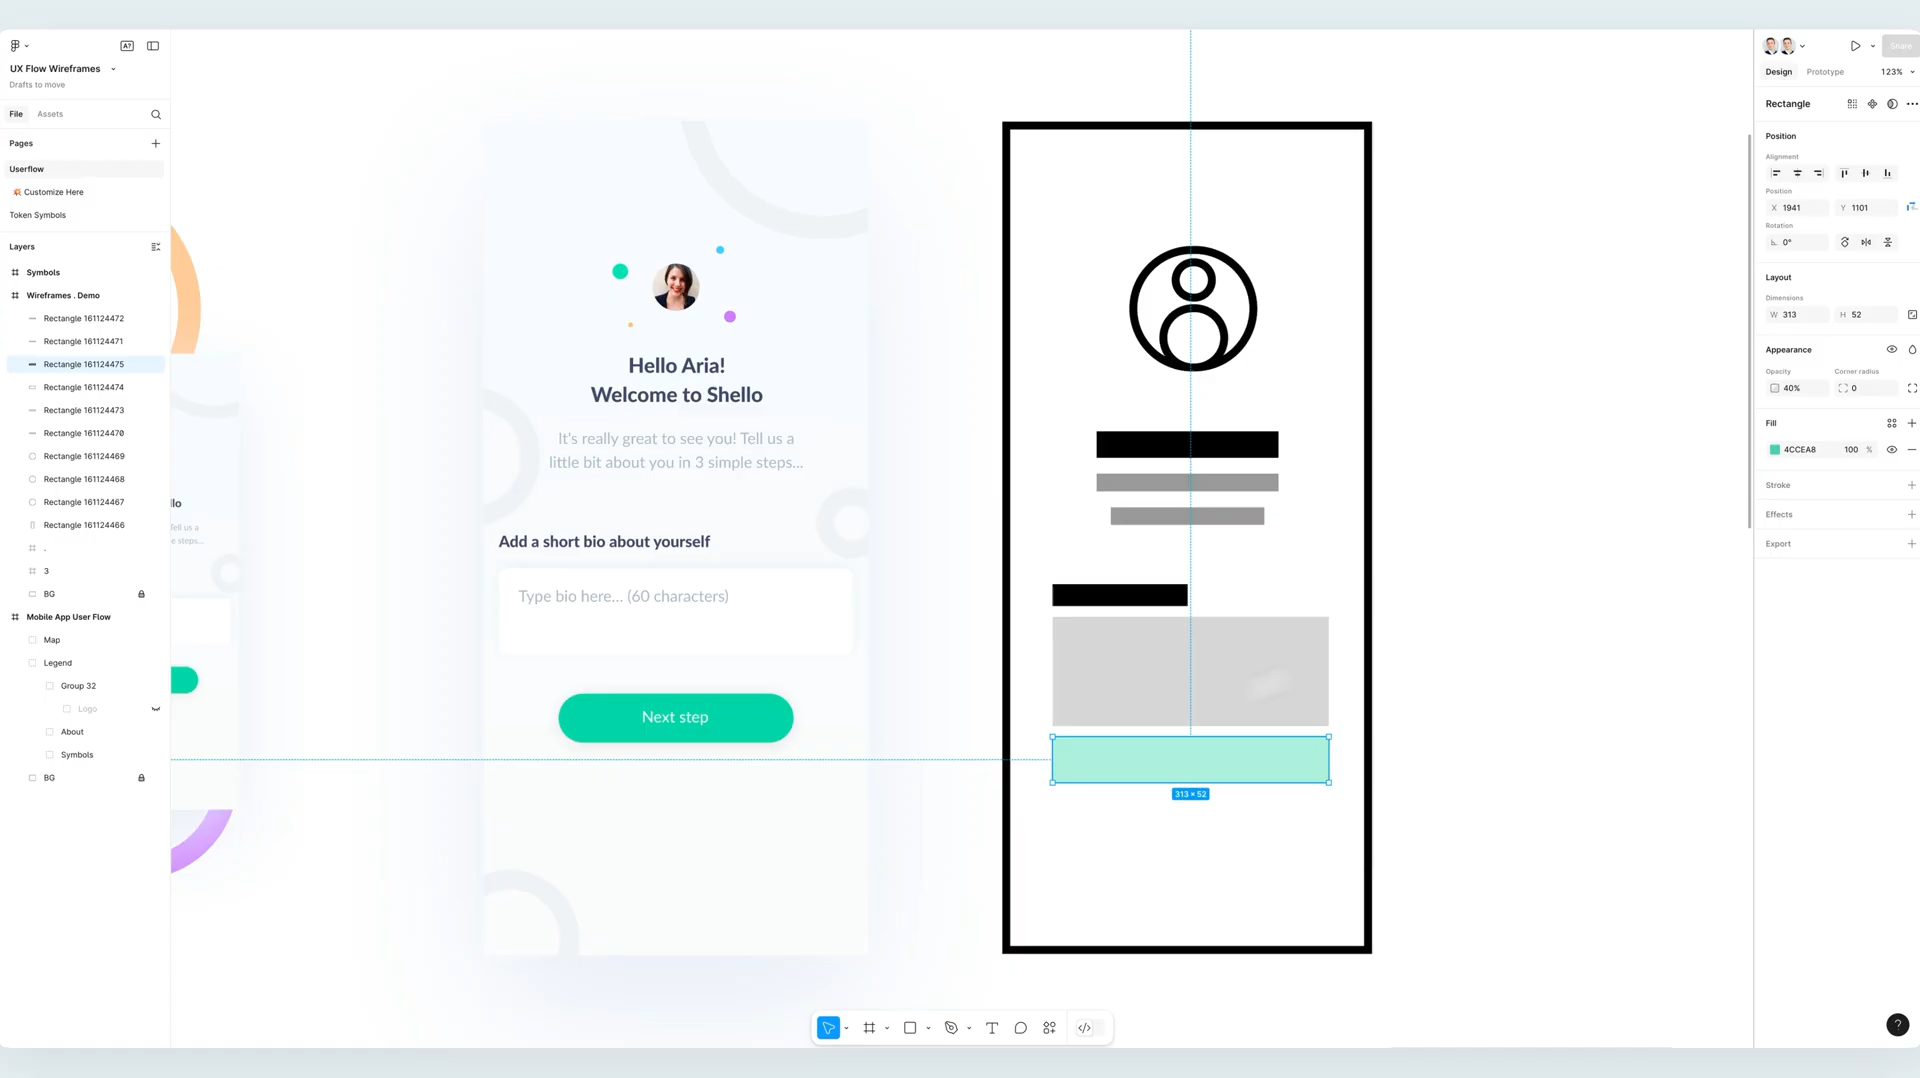 UX Flow Wireframes
Drafts to move
File
Assets
Pages
Userflow
Customize Here
Token Symbols
Layers
Symbols
Wireframes . Demo
Rectangle 161124472
Rectangle 161124471
Rectangle 161124475
Rectangle 161124474
Rectangle 161124473
Rectangle 161124470
Rectangle 161124469
Rectangle 161124468
Rectangle 161124467
Rectangle 161124466
.
3
BG
Mobile App User Flow
Map
Legend
Group 32
Logo
About
Symbols
BG
llo
Tell us a
e steps...
Hello Aria!
Welcome to Shello
It's really great to see you! Tell us a
little bit about you in 3 simple steps...
Add a short bio about yourself
Type bio here... (60 characters)
Next step
313 × 52
Share
Design
Prototype
123%
Rectangle
Position
Alignment
Position
X 1941
Y 1101
Rotation
0°
Layout
Dimensions
W 313
H 52
Appearance
Opacity
Corner radius
40%
0
Fill
4CCEA8
100 %
Stroke
Effects
Export
?